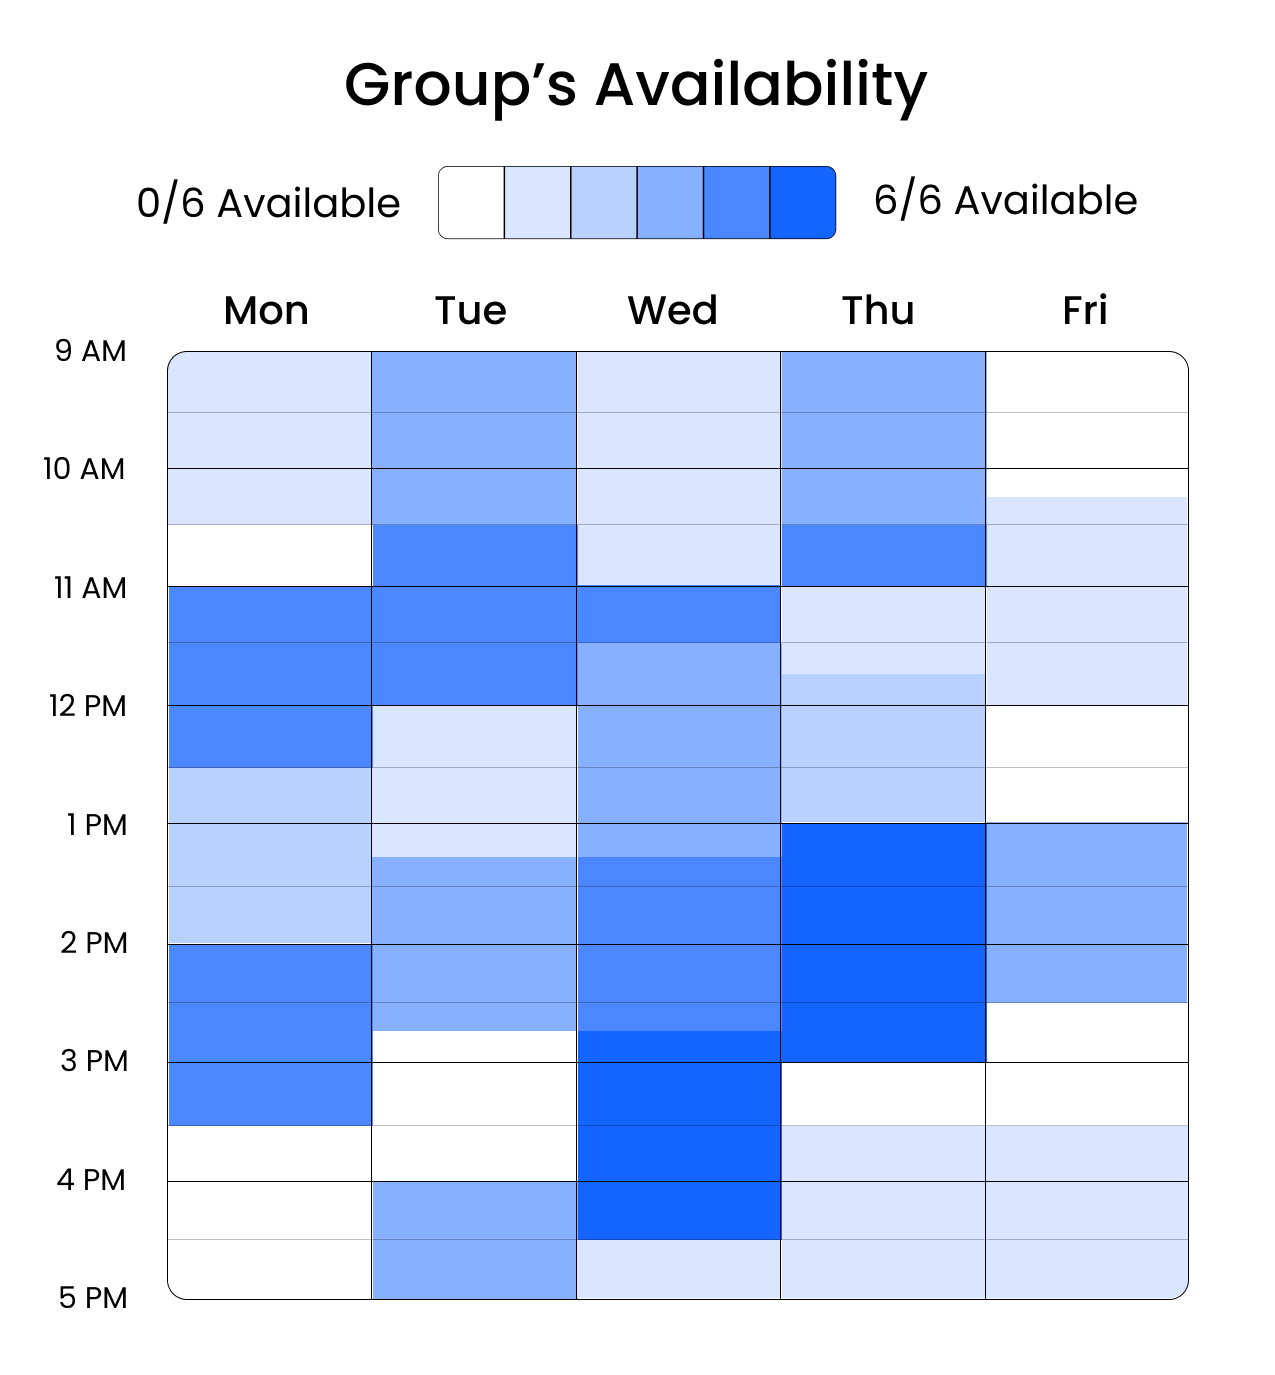 Group’s Availability
0/6 Available
6/6 Available
Mon Tue Wed Thu Fri
9 AM
10 AM
11 AM
12 PM
1 PM
2 PM
3 PM
4 PM
5 PM